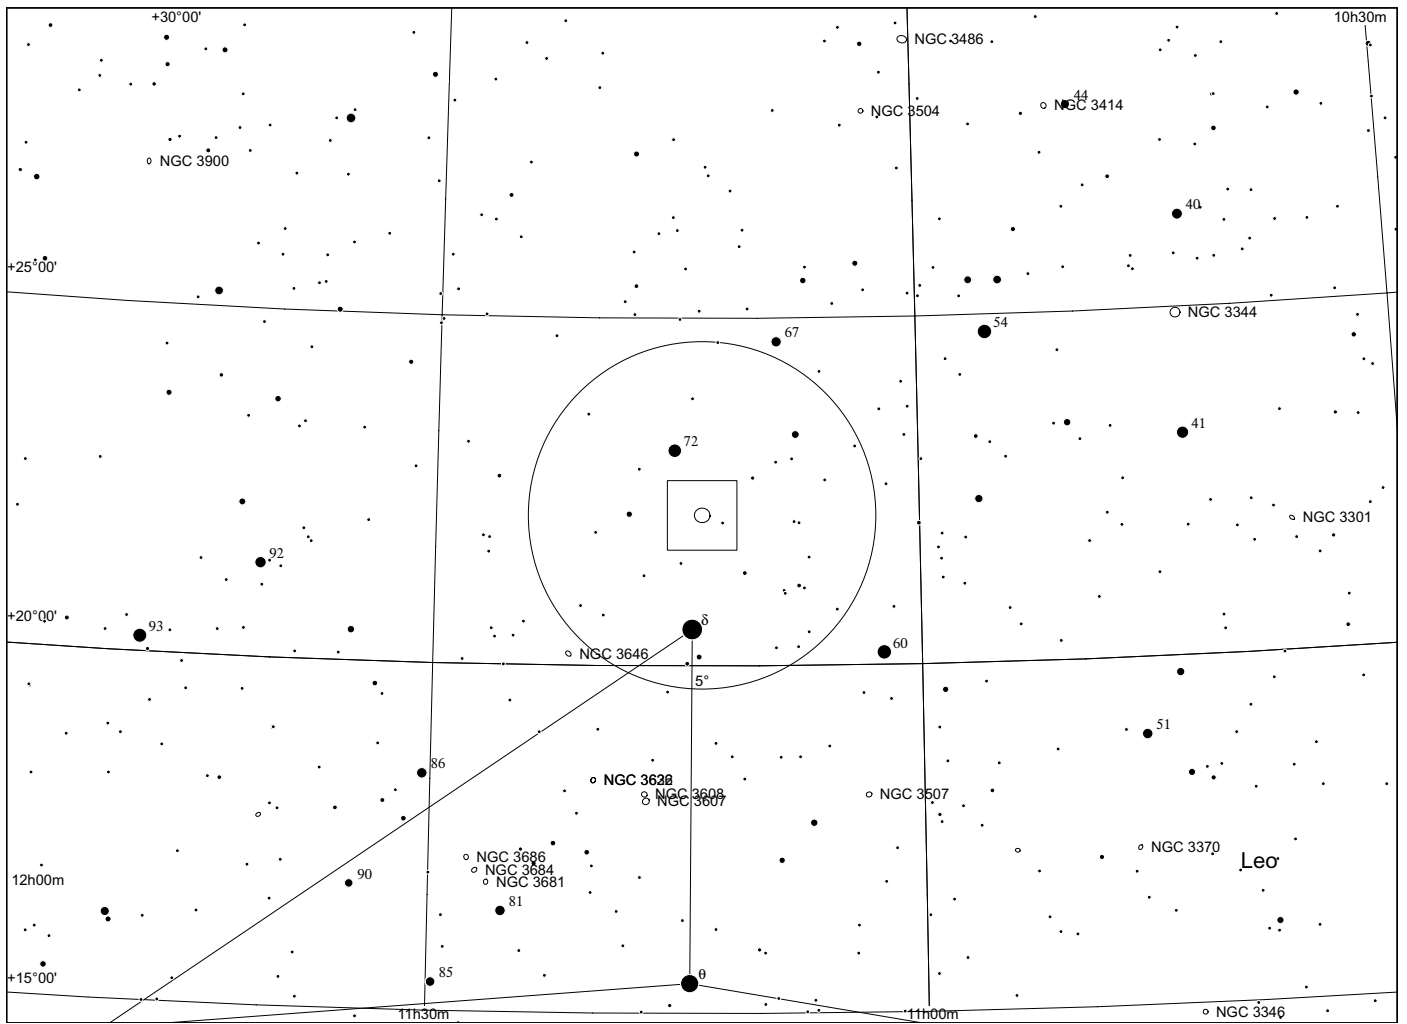 +30°00'
10h30m
NGC 3486
44
NGC 3414
NGC 3504
NGC 3900
40
+25°00'
NGC 3344
54
67
41
72
NGC 3301
92
+20°00'
93
δ
60
NGC 3646
5°
51
86
NGC 3632
NGC 3608
NGC 3607
NGC 3507
NGC 3686
NGC 3684
NGC 3681
NGC 3370
Leo
90
12h00m
81
+15°00'
85
θ
11h30m
11h00m
NGC 3346